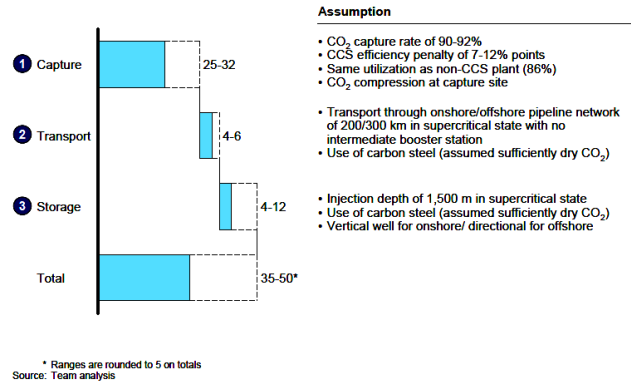 Assumption
1 Capture
25-32
• CO₂ capture rate of 90-92%
• CCS efficiency penalty of 7-12% points
• Same utilization as non-CCS plant (86%)
• CO₂ compression at capture site
2 Transport
4-6
• Transport through onshore/offshore pipeline network
of 200/300 km in supercritical state with no
intermediate booster station
• Use of carbon steel (assumed sufficiently dry CO₂)
3 Storage
4-12
• Injection depth of 1,500 m in supercritical state
• Use of carbon steel (assumed sufficiently dry CO₂)
• Vertical well for onshore/ directional for offshore
Total
35-50*
* Ranges are rounded to 5 on totals
Source: Team analysis